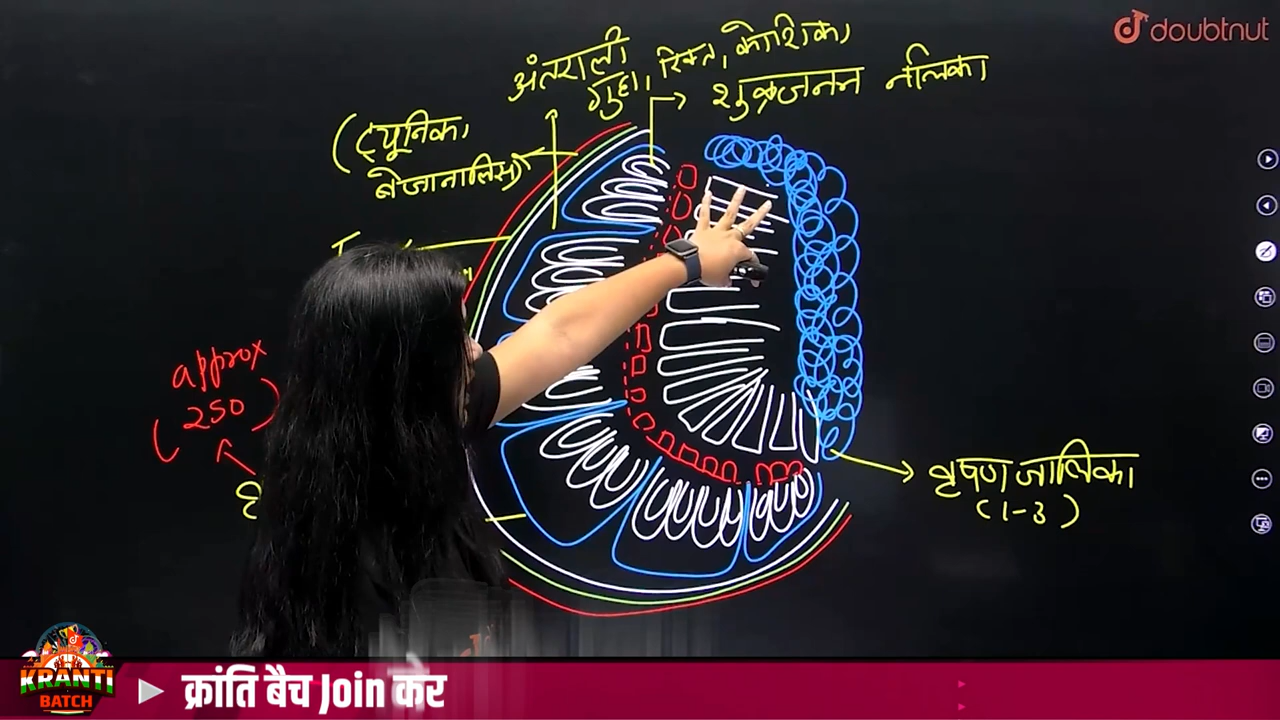 doubtnut
अंतराली
गुहा, रिक्त, कोशिका
शुक्रजनन नलिका
(ट्यूनिका
वेजानालिस)
approx
(250)
वृषण जालिका
(1-3)
KRANTI
BATCH
क्रांति बैच Join करे